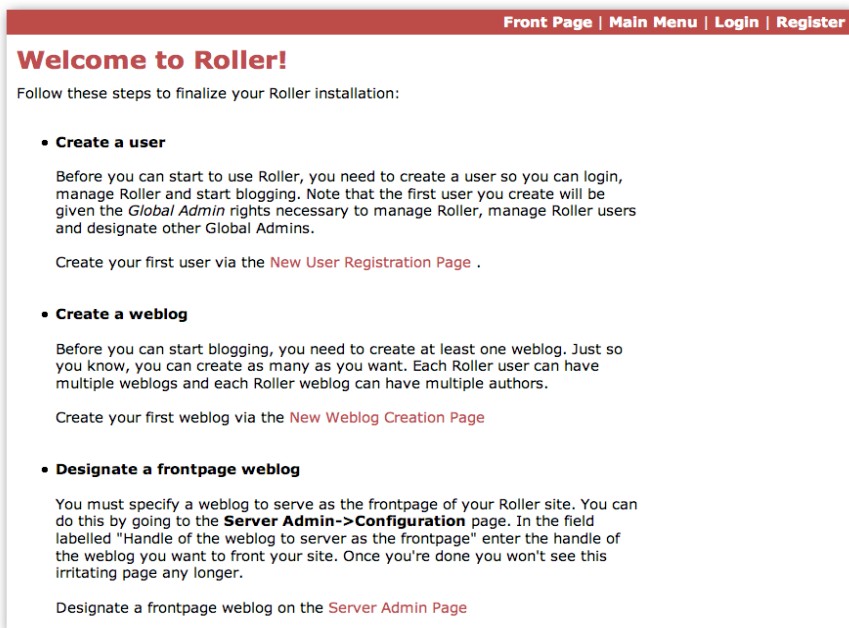 Front Page | Main Menu | Login | Register
Welcome to Roller!
Follow these steps to finalize your Roller installation:
• Create a user
Before you can start to use Roller, you need to create a user so you can login,
manage Roller and start blogging. Note that the first user you create will be
given the Global Admin rights necessary to manage Roller, manage Roller users
and designate other Global Admins.
Create your first user via the New User Registration Page .
• Create a weblog
Before you can start blogging, you need to create at least one weblog. Just so
you know, you can create as many as you want. Each Roller user can have
multiple weblogs and each Roller weblog can have multiple authors.
Create your first weblog via the New Weblog Creation Page
• Designate a frontpage weblog
You must specify a weblog to serve as the frontpage of your Roller site. You can
do this by going to the Server Admin->Configuration page. In the field
labelled "Handle of the weblog to server as the frontpage" enter the handle of
the weblog you want to front your site. Once you're done you won't see this
irritating page any longer.
Designate a frontpage weblog on the Server Admin Page